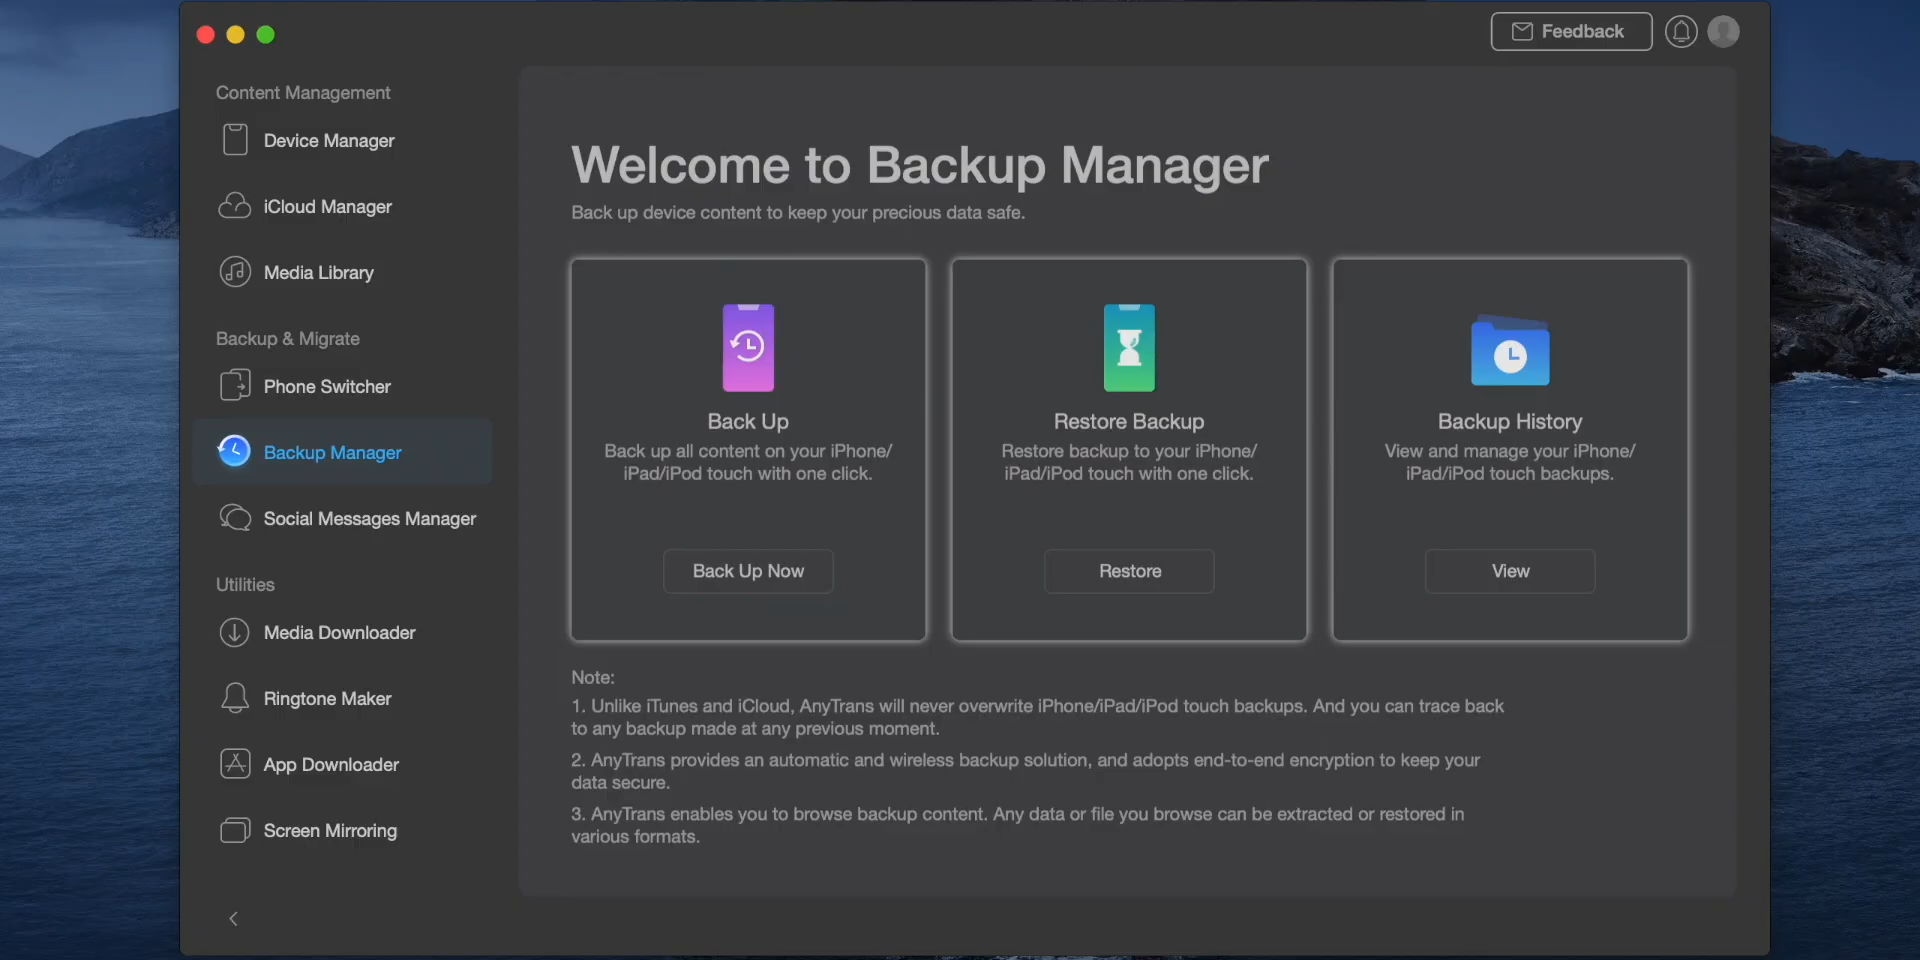 Feedback
Content Management
Device Manager
iCloud Manager
Media Library
Backup & Migrate
Phone Switcher
Backup Manager
Social Messages Manager
Utilities
Media Downloader
Ringtone Maker
App Downloader
Screen Mirroring
Welcome to Backup Manager
Back up device content to keep your precious data safe.
Back Up
Back up all content on your iPhone/
iPad/iPod touch with one click.
Back Up Now
Restore Backup
Restore backup to your iPhone/
iPad/iPod touch with one click.
Restore
Backup History
View and manage your iPhone/
iPad/iPod touch backups.
View
Note:
1. Unlike iTunes and iCloud, AnyTrans will never overwrite iPhone/iPad/iPod touch backups. And you can trace back
to any backup made at any previous moment.
2. AnyTrans provides an automatic and wireless backup solution, and adopts end-to-end encryption to keep your
data secure.
3. AnyTrans enables you to browse backup content. Any data or file you browse can be extracted or restored in
various formats.